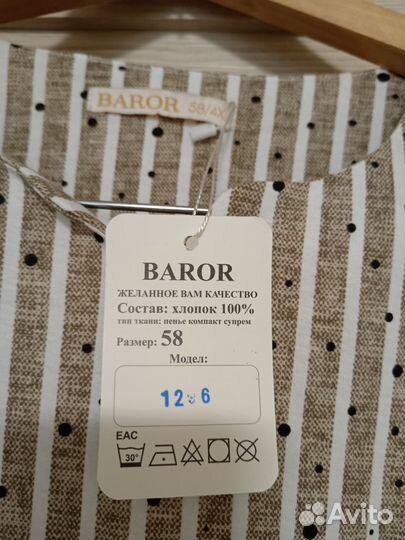 BAROR 58/4X
BAROR
ЖЕЛАННОЕ ВАМ КАЧЕСТВО
Состав: хлопок 100%
тип ткани: пенье компакт супрем
Размер: 58
Модел:
EAC
30°
Avito